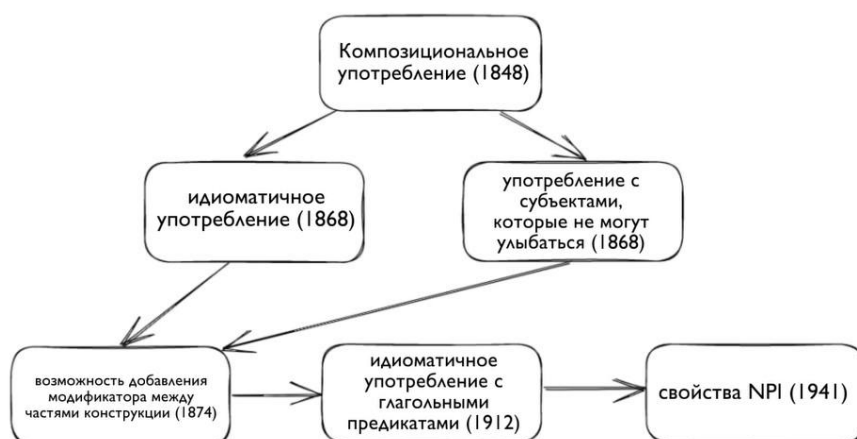 Композициональное
употребление (1848)
идиоматичное
употребление (1868)
употребление с
субъектами,
которые не могут
улыбаться (1868)
возможность добавления
модификатора между
частями конструкции (1874)
идиоматичное
употребление с
глагольными
предикатами (1912)
свойства NPI (1941)